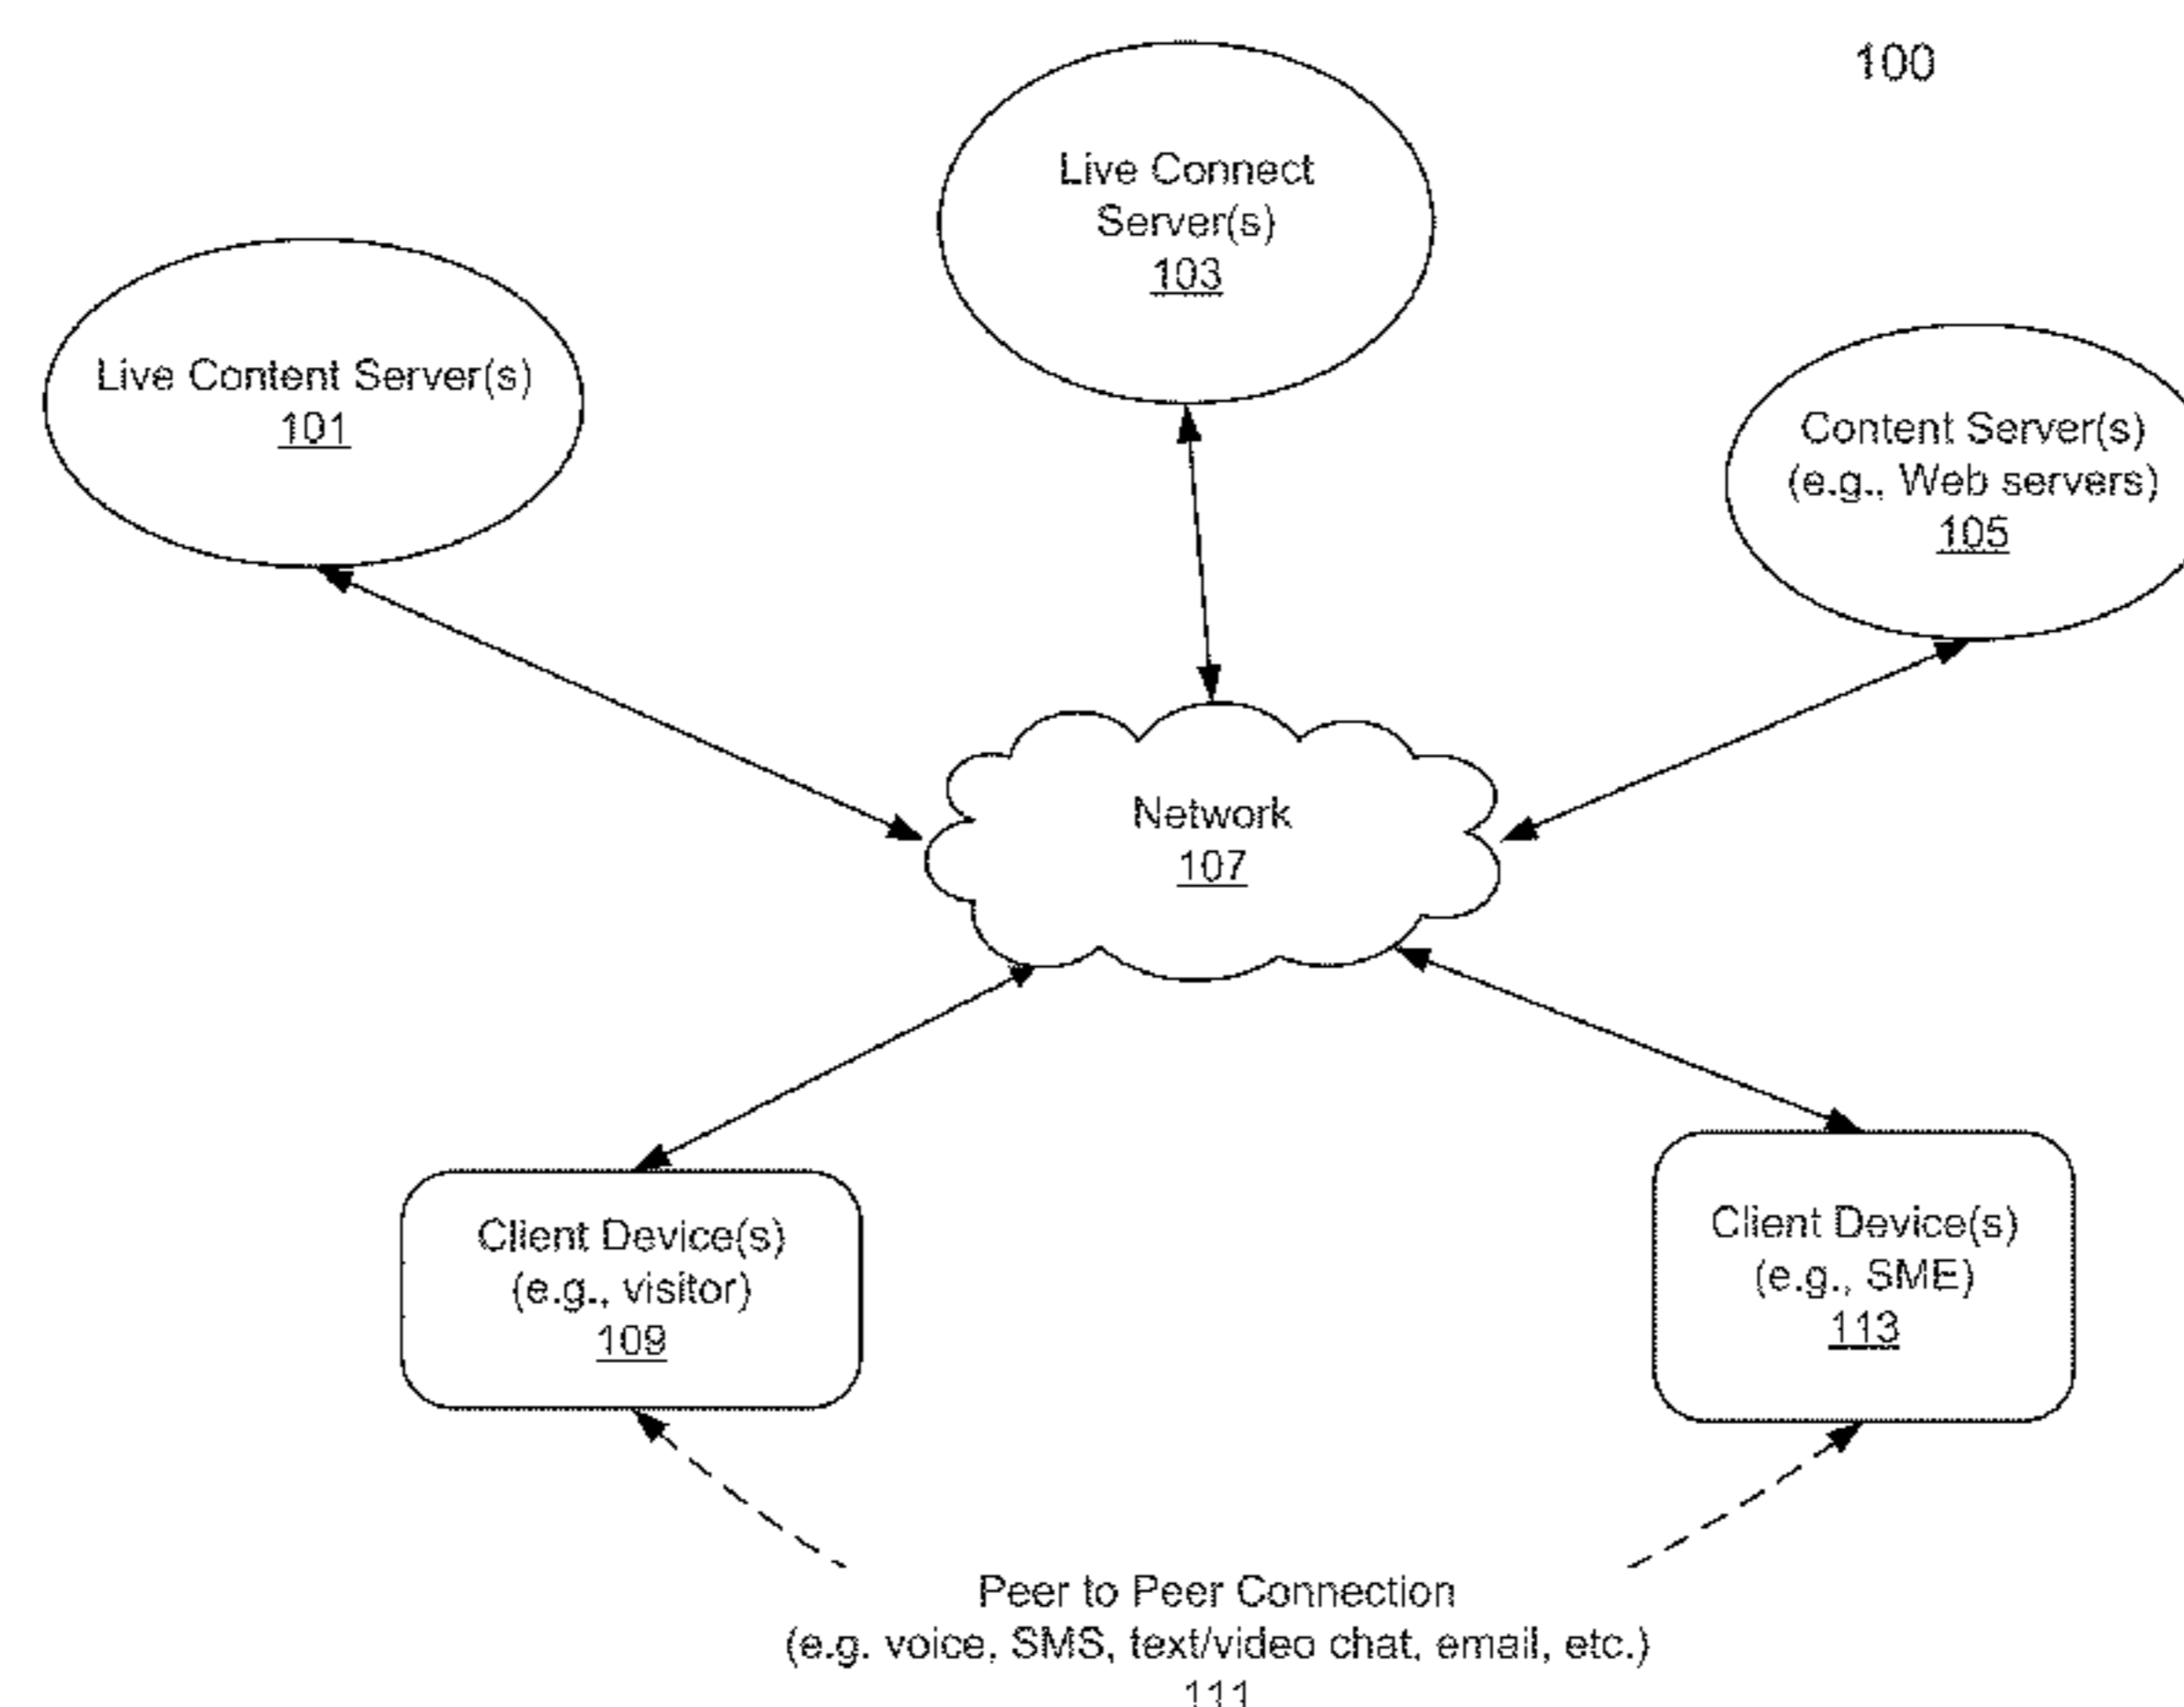 100
Live Connect
Server(s)
103
Live Content Server(s)
101
Content Server(s)
(e.g., Web servers)
105
Network
107
Client Device(s)
(e.g., visitor)
109
Client Device(s)
(e.g., SME)
113
Peer to Peer Connection
(e.g. voice, SMS, text/video chat, email, etc.)
111